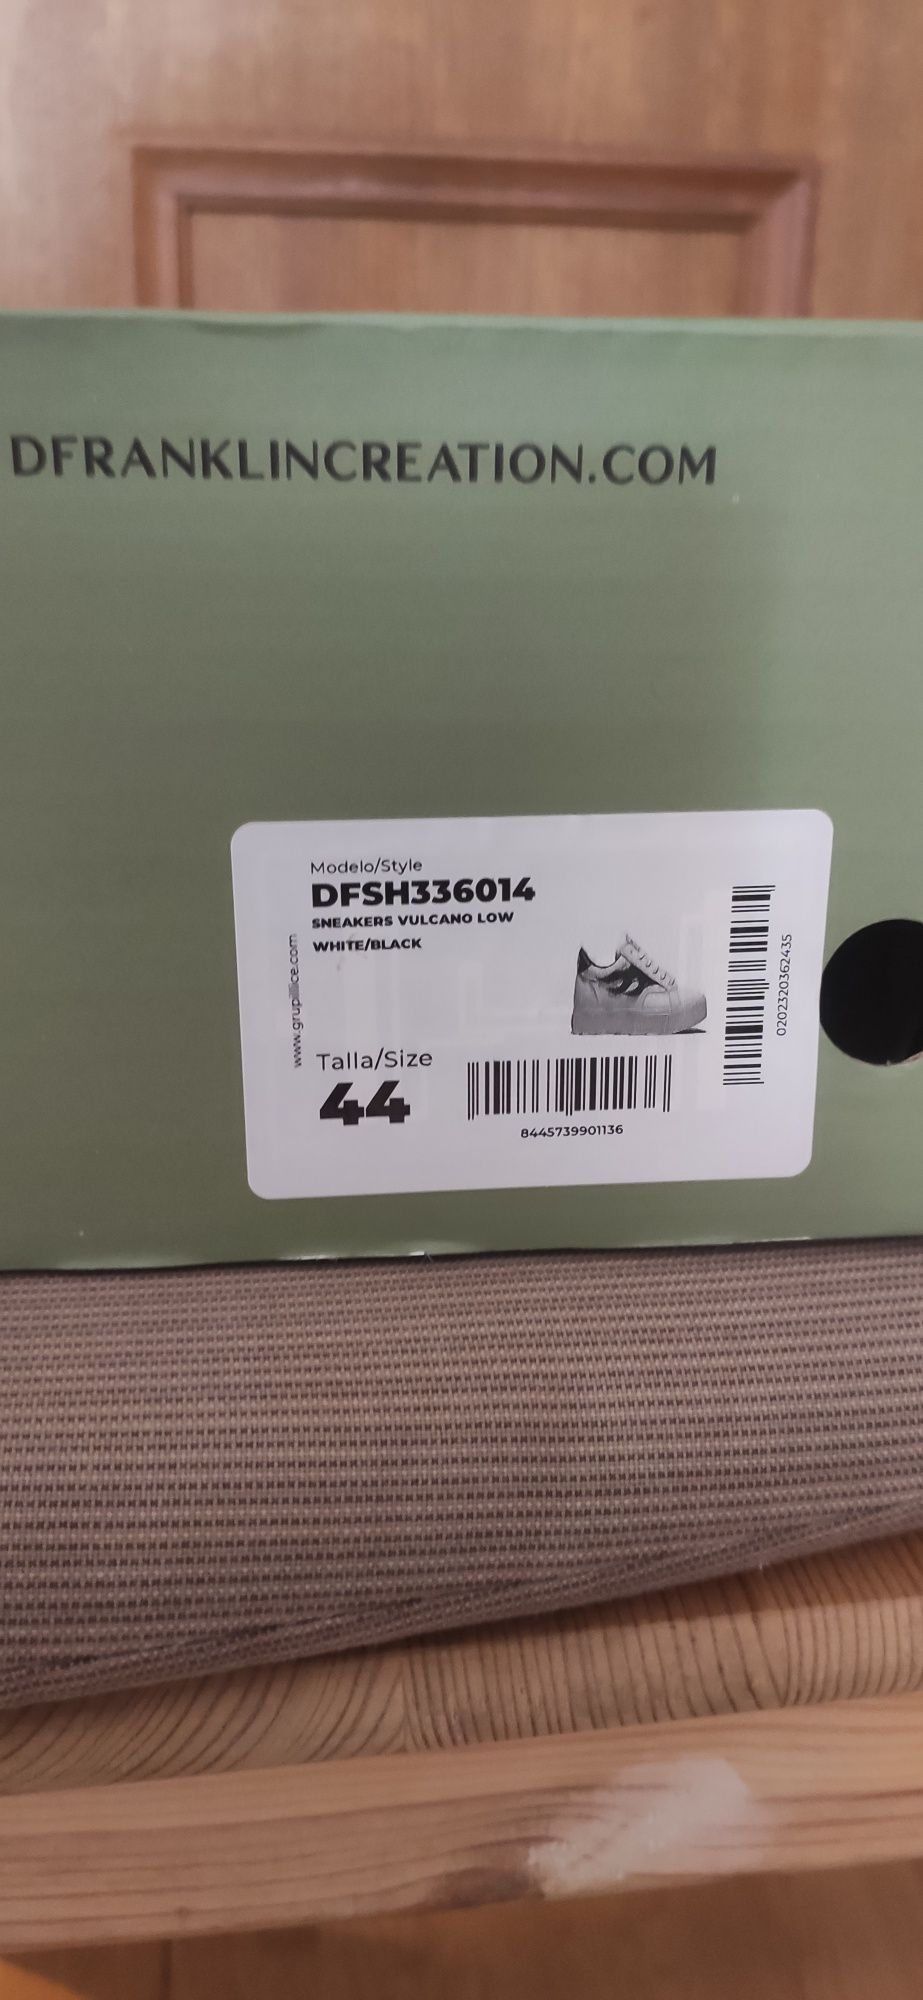 DFRANKLINCREATION.COM
Modelo/Style
DFSH336014
SNEAKERS VULCANO LOW
WHITE/BLACK
www.grupillice.com
Talla/Size
44
8445739901136
0202320362435